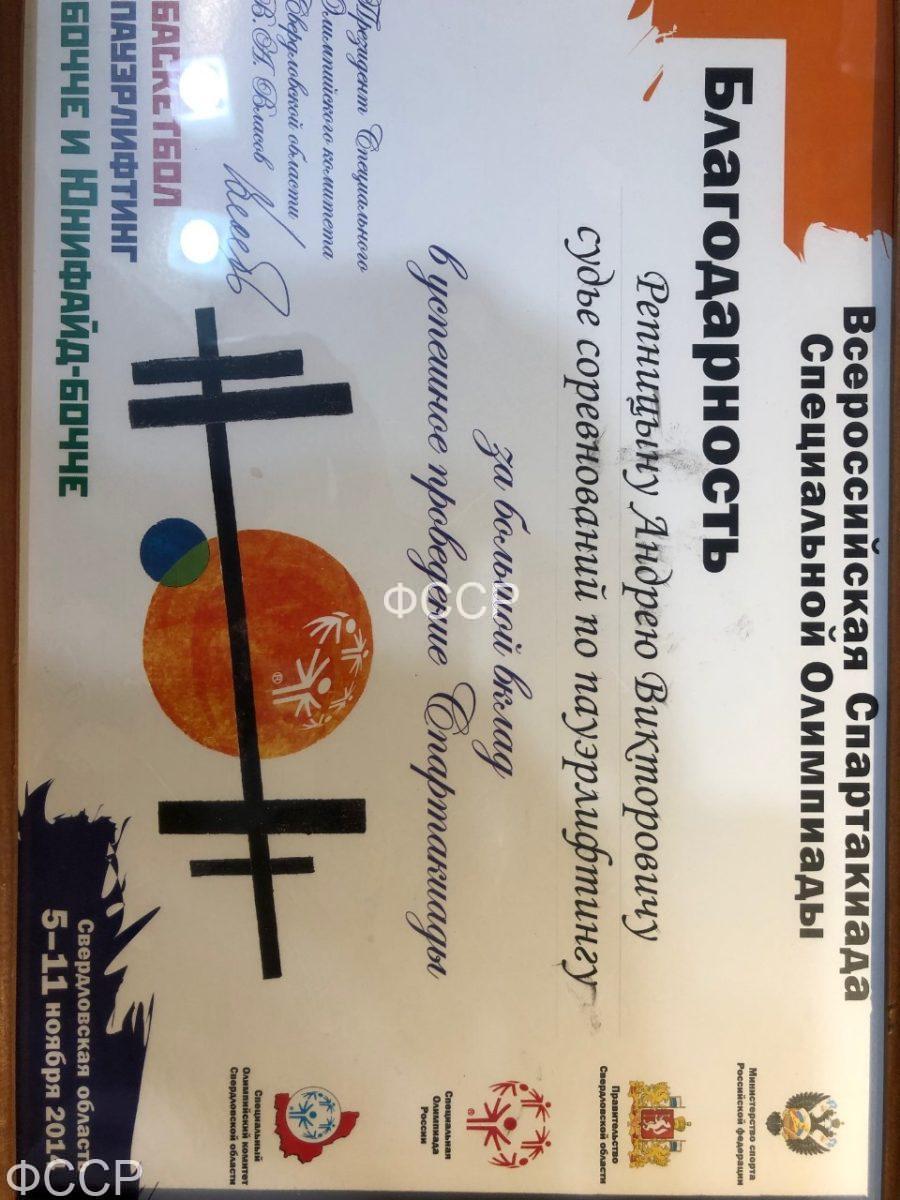 Всероссийская Спартакиада
Специальной Олимпиады
Благодарность
Репницыну Андрею Викторовичу
судье соревнований по пауэрлифтингу
за большой вклад
в успешное проведение Спартакиады
Президент Специального
Олимпийского комитета
Свердловской области
В.А. Власов
БАСКЕТБОЛ
ПАУЭРЛИФТИНГ
БОЧЧЕ И ЮНИФАЙД-БОЧЧЕ
Министерство спорта
Российской Федерации
Правительство
Свердловской области
Специальная
Олимпиада
России
Специальный
Олимпийский комитет
Свердловской области
Свердловская область
5–11 ноября
ФССР
ФССР